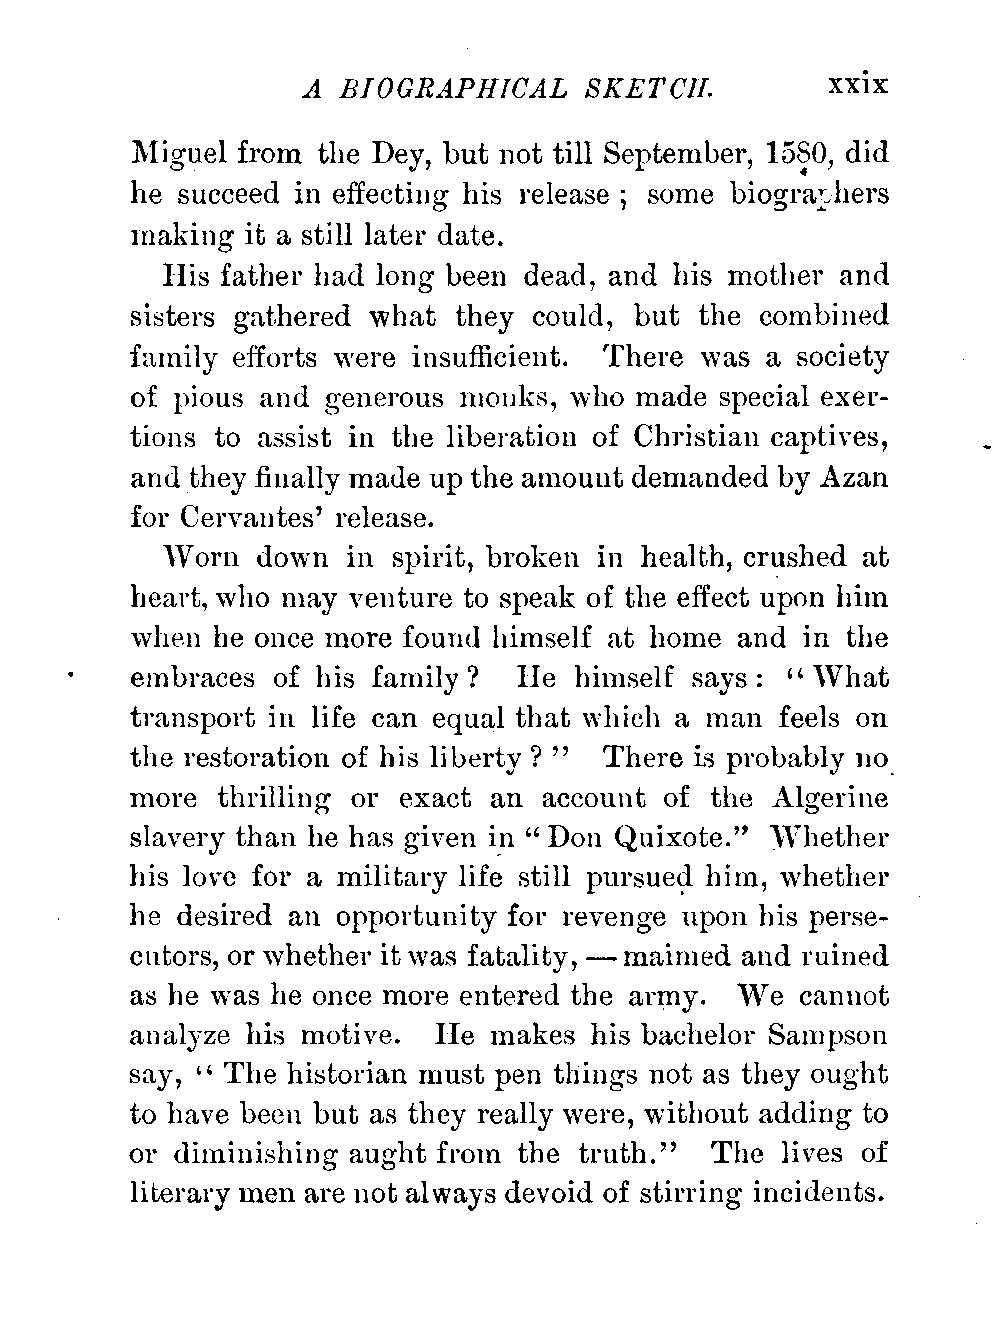 A BIOGRAPHICAL SKETCH. xxix
Miguel from the Dey, but not till September, 1580, did
he succeed in effecting his release ; some biographers
making it a still later date.
His father had long been dead, and his mother and
sisters gathered what they could, but the combined
family efforts were insufficient. There was a society
of pious and generous monks, who made special exer-
tions to assist in the liberation of Christian captives,
and they finally made up the amount demanded by Azan
for Cervantes' release.
Worn down in spirit, broken in health, crushed at
heart, who may venture to speak of the effect upon him
when he once more found himself at home and in the
embraces of his family ? He himself says : “ What
transport in life can equal that which a man feels on
the restoration of his liberty ? ” There is probably no
more thrilling or exact an account of the Algerine
slavery than he has given in “ Don Quixote.” Whether
his love for a military life still pursued him, whether
he desired an opportunity for revenge upon his perse-
cutors, or whether it was fatality, — maimed and ruined
as he was he once more entered the army. We cannot
analyze his motive. He makes his bachelor Sampson
say, “ The historian must pen things not as they ought
to have been but as they really were, without adding to
or diminishing aught from the truth.” The lives of
literary men are not always devoid of stirring incidents.